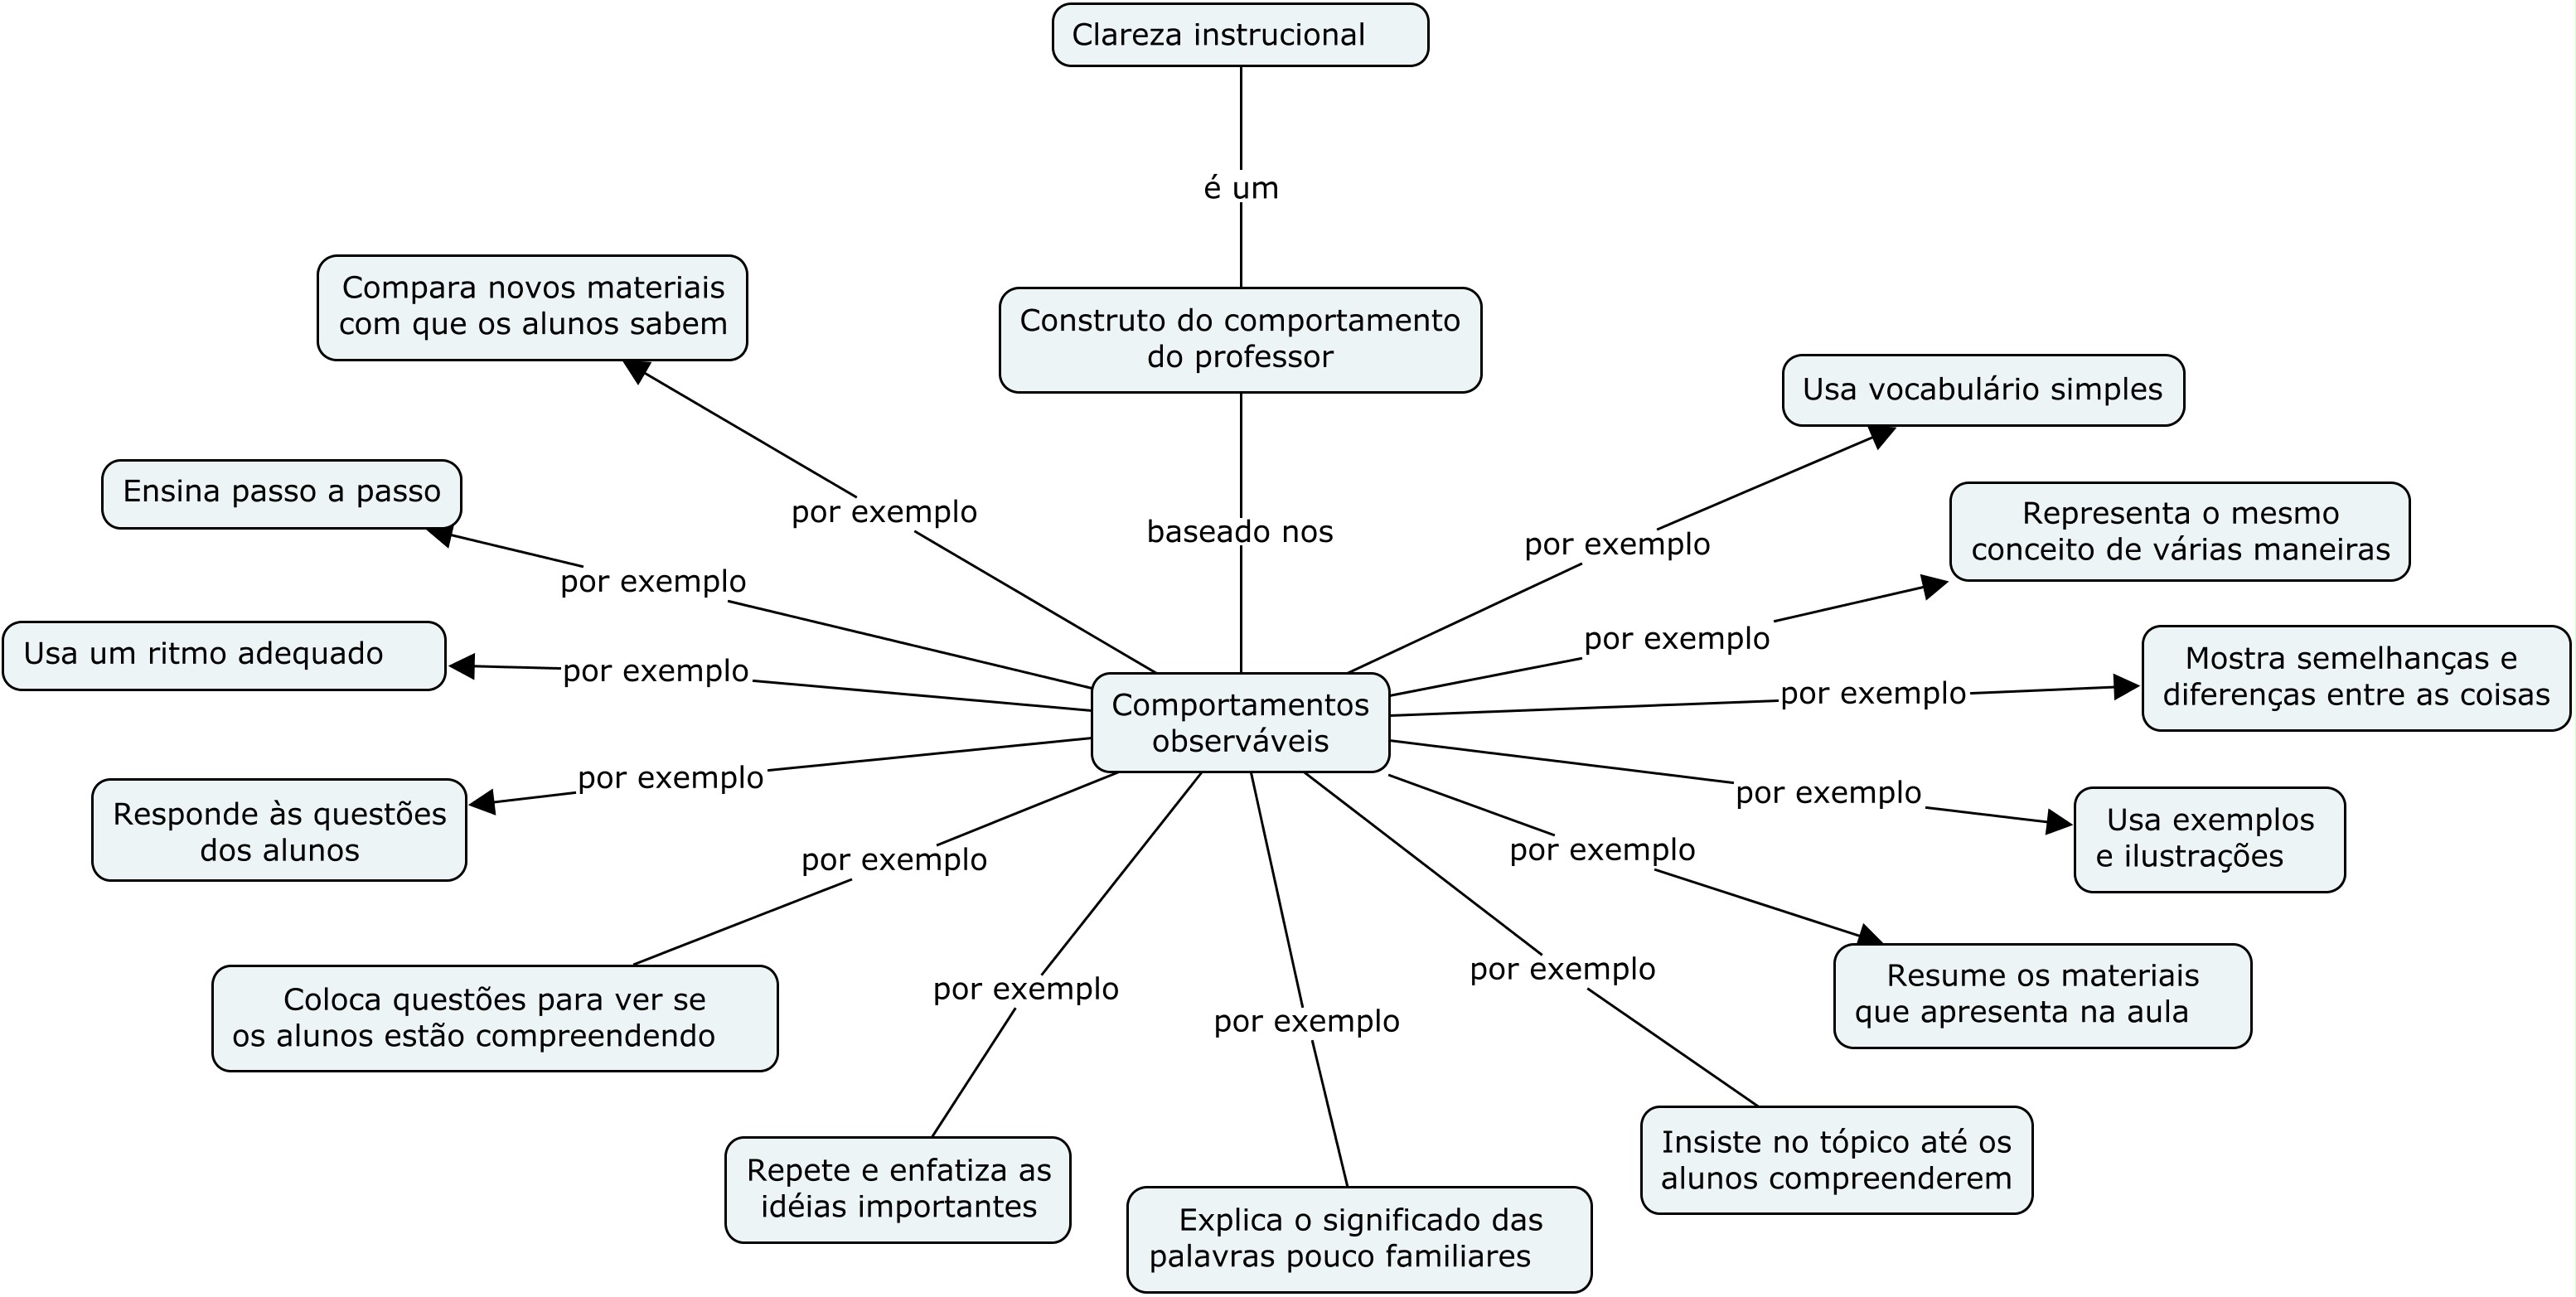 Clareza instrucional
é um
Compara novos materiais
com que os alunos sabem
Construto do comportamento
do professor
Usa vocabulário simples
Ensina passo a passo
por exemplo
baseado nos
por exemplo
Representa o mesmo
conceito de várias maneiras
por exemplo
por exemplo
Usa um ritmo adequado
por exemplo
Comportamentos
observáveis
por exemplo
Mostra semelhanças e
diferenças entre as coisas
Responde às questões
dos alunos
por exemplo
por exemplo
Usa exemplos
e ilustrações
por exemplo
por exemplo
Coloca questões para ver se
os alunos estão compreendendo
por exemplo
por exemplo
por exemplo
Resume os materiais
que apresenta na aula
Repete e enfatiza as
idéias importantes
Explica o significado das
palavras pouco familiares
Insiste no tópico até os
alunos compreenderem